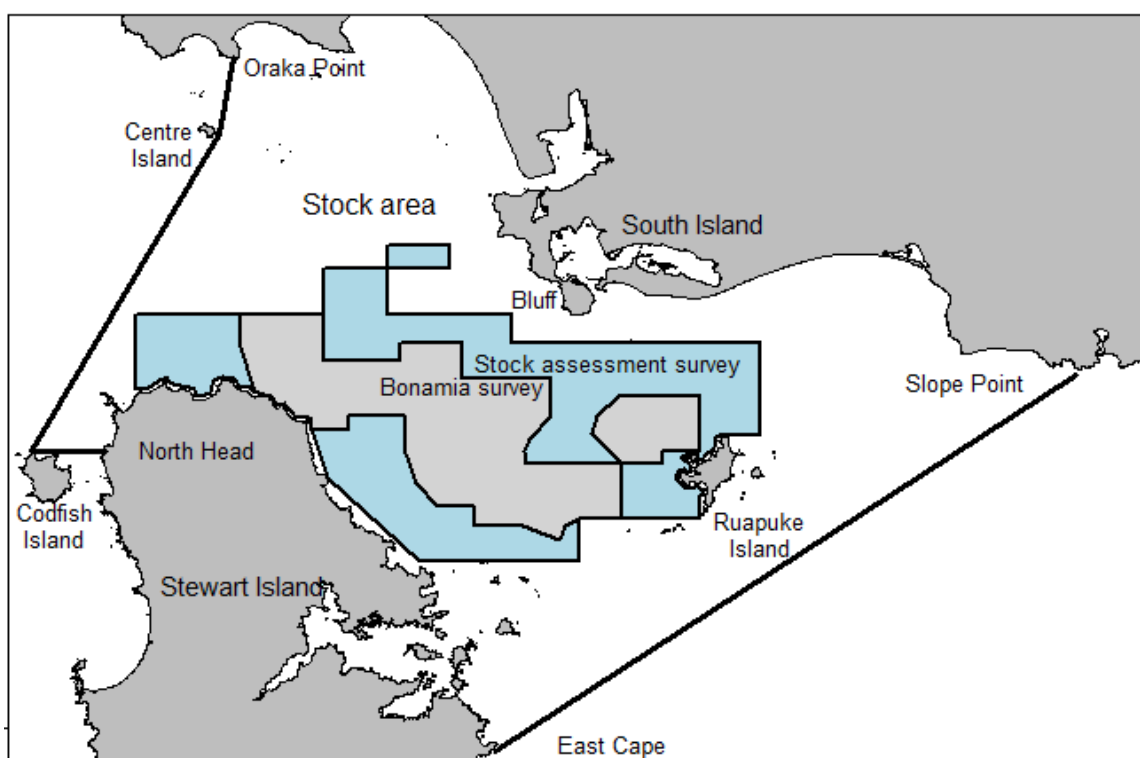 Oraka Point
Centre
Island
Stock area
South Island
Bluff
Stock assessment survey
Bonamia survey
Slope Point
North Head
Codfish
Island
Ruapuke
Island
Stewart Island
East Cape